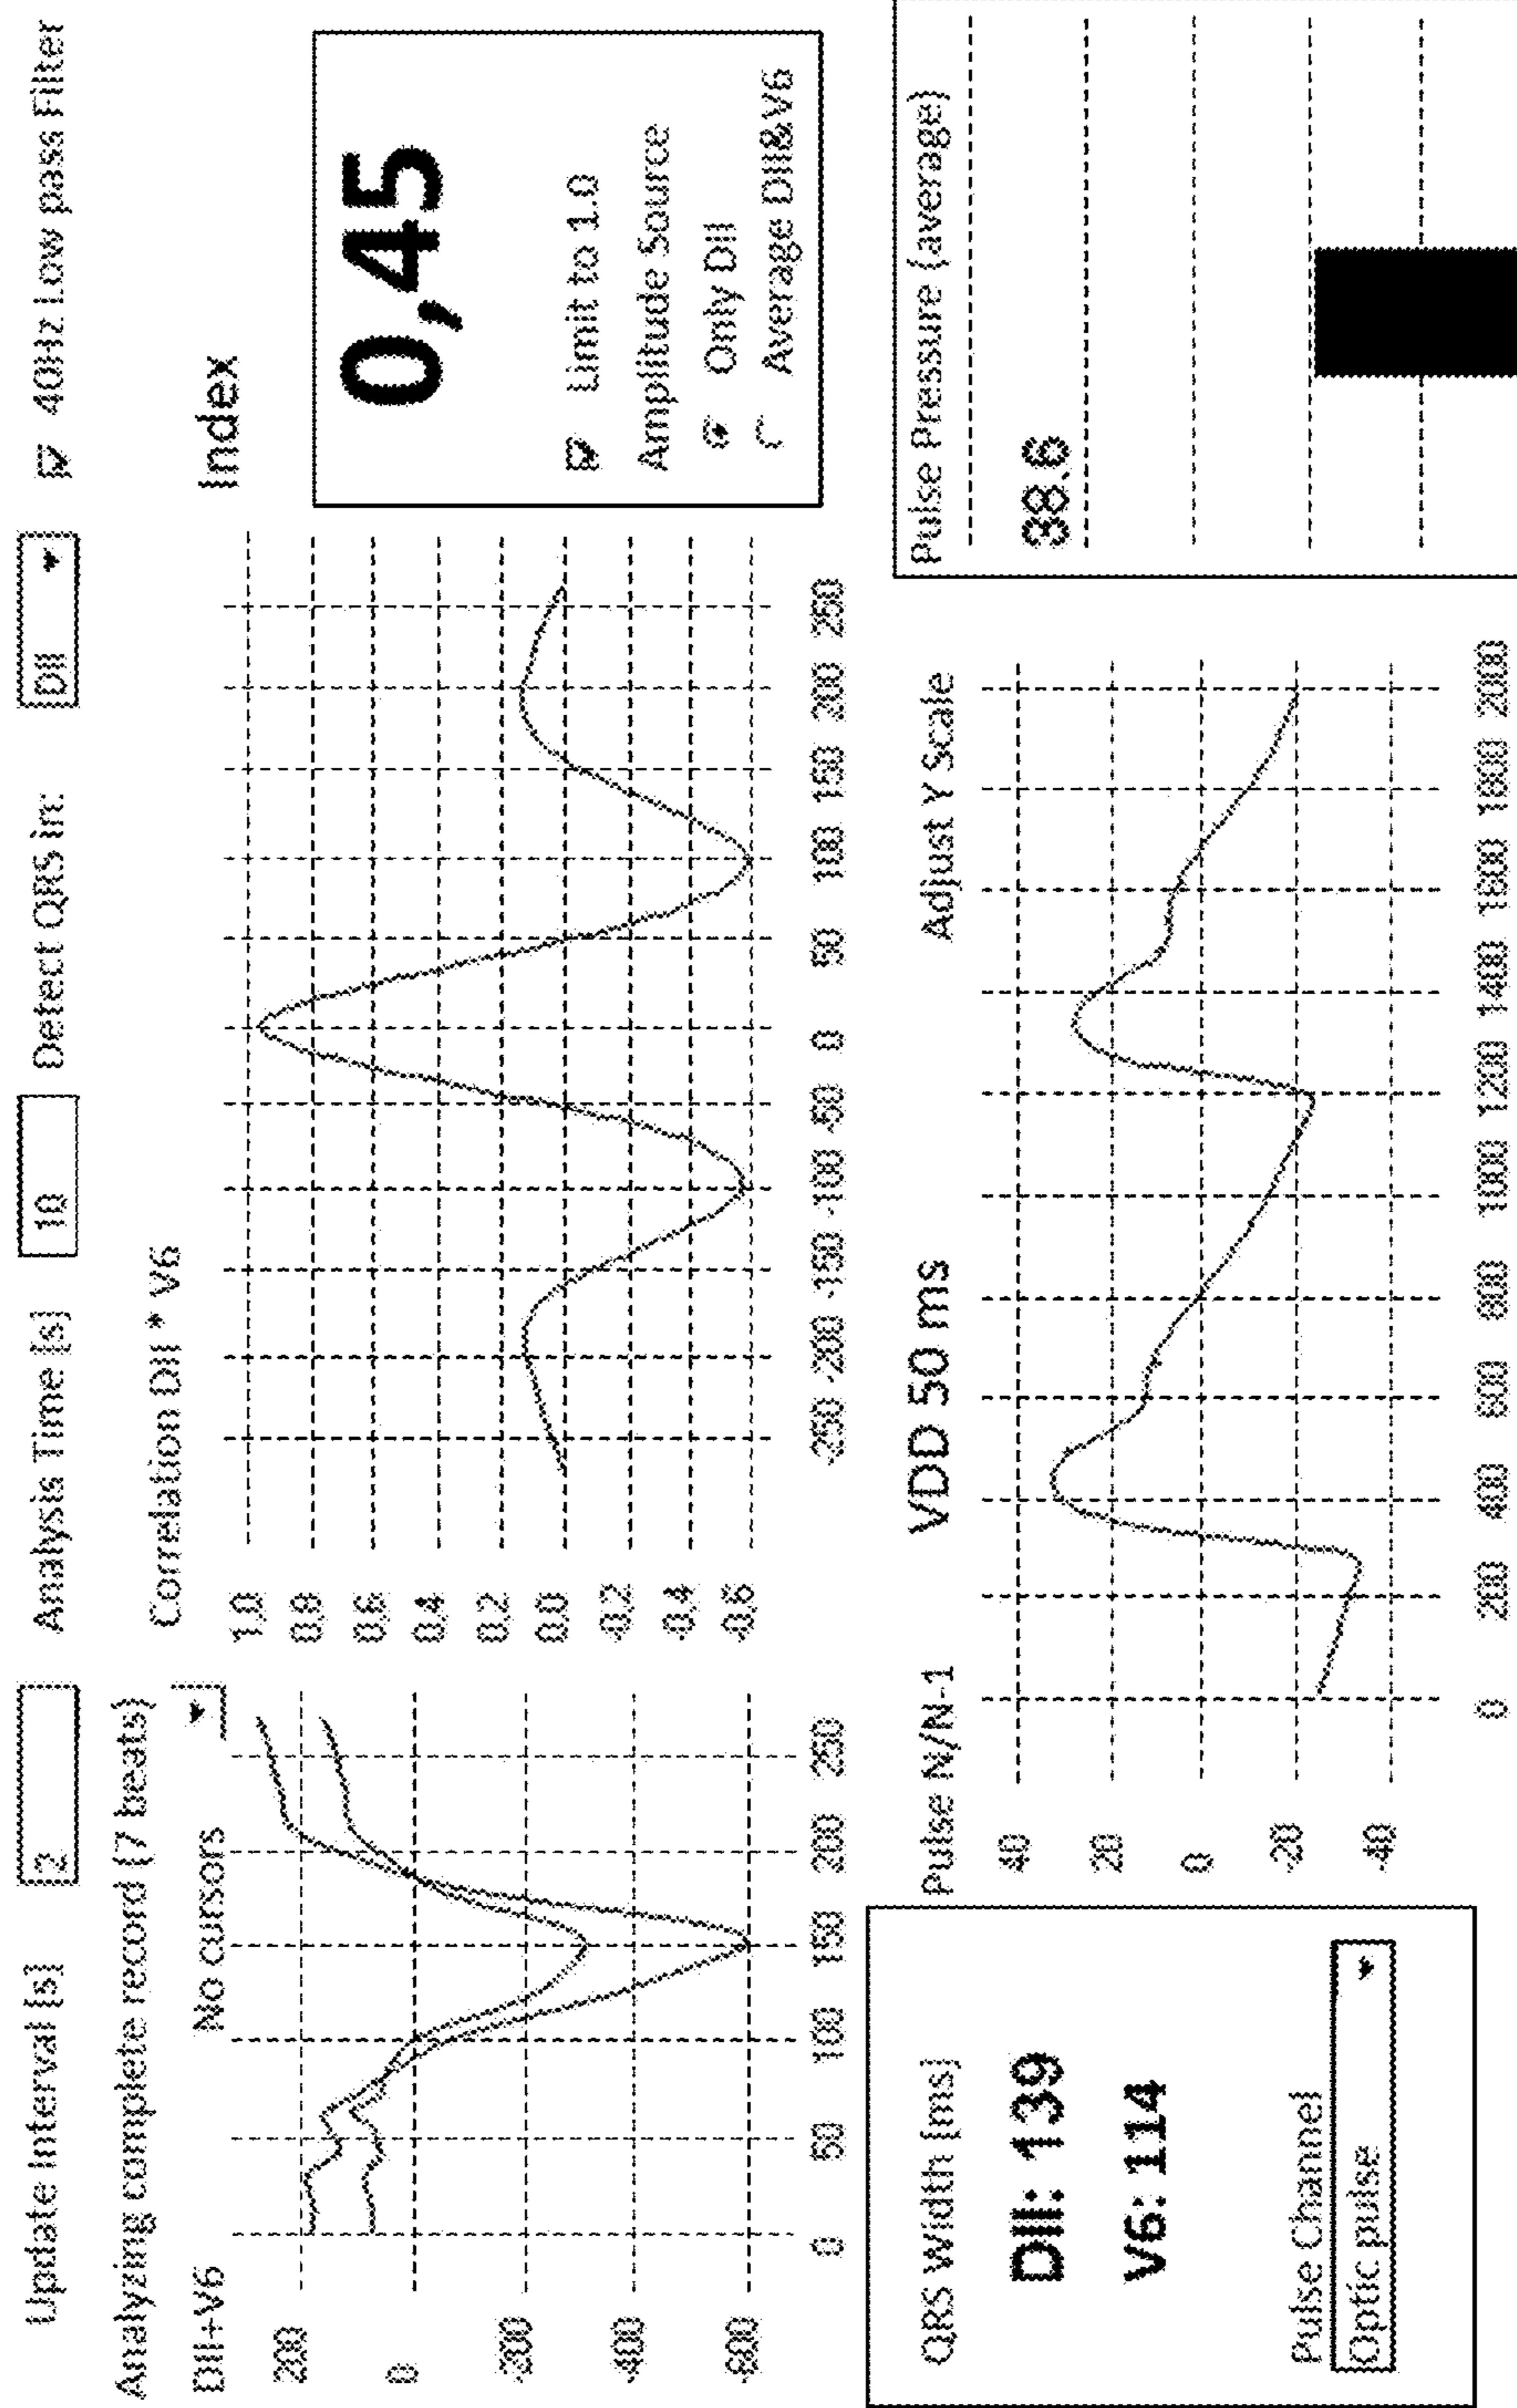 Update Interval [s] 2 Analysis Time [s] 10 Detect QRS in: DII 40Hz Low pass Filter
Analyzing complete record (7 beats)
DII+V6 No cursors
200
0
-300
-400
-600
0 50 100 150 200 250
Correlation DII * V6
1.0
0.9
0.6
0.4
0.2
0.0
-0.2
-0.4
-0.6
-250 -200 -150 -100 -50 0 50 100 150 200 250
Index
0,45
Limit to 1.0
Amplitude Source
Only DII
Average DII&V6
QRS Width [ms]
DII: 139
V6: 114
Pulse Channel
Optic pulse
Pulse N/N-1 VDD 50 ms Adjust Y Scale
40
20
0
-20
-40
0 200 400 600 800 1000 1200 1400 1600 1800 2000
Pulse Pressure (average)
38.6